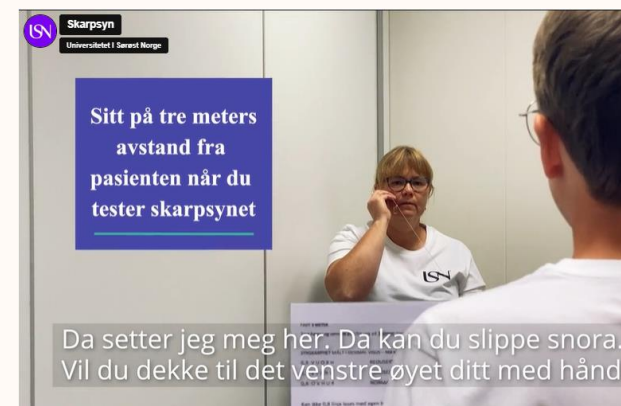 USN
Skarpsyn
Universitetet I Sørøst Norge
Sitt på tre meters
avstand fra
pasienten når du
tester skarpsynet
USN
Da setter jeg meg her. Da kan du slippe snora.
Vil du dekke til det venstre øyet ditt med hånd